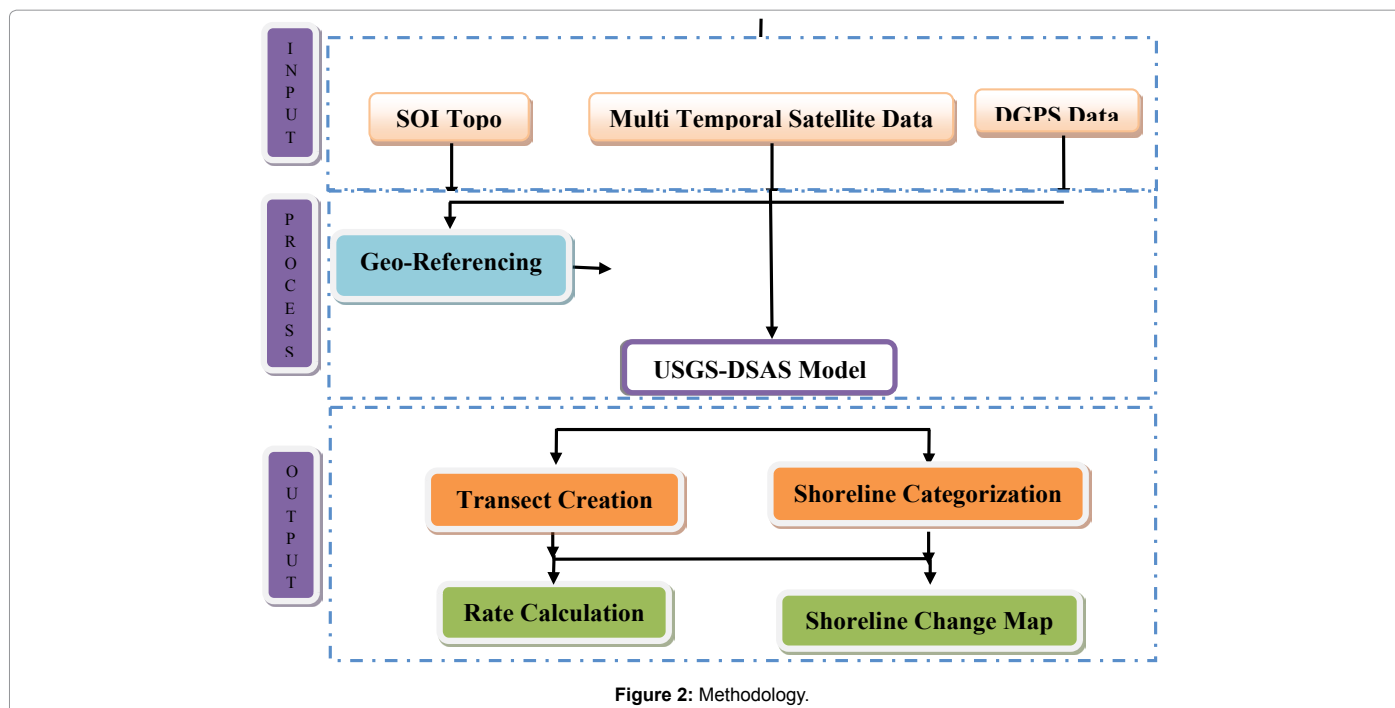 INPUT
SOI Topo
Multi Temporal Satellite Data
DGPS Data
PROCESS
Geo-Referencing
USGS-DSAS Model
OUTPUT
Transect Creation
Shoreline Categorization
Rate Calculation
Shoreline Change Map
Figure 2: Methodology.